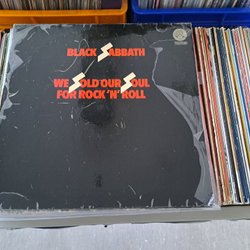 BLACK SABBATH
WE SOLD OUR SOUL
FOR ROCK 'N' ROLL